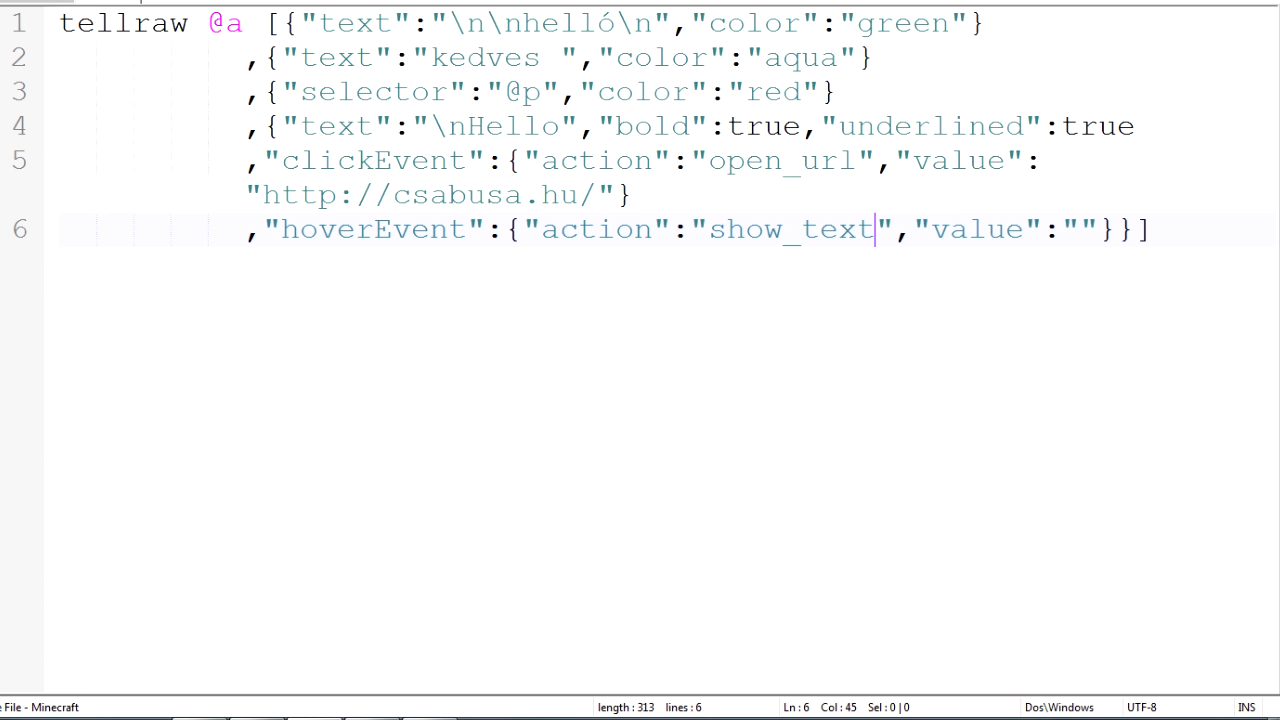 1 tellraw @a [{"text":"\n\nhelló\n","color":"green"}
2 ,{"text":"kedves ","color":"aqua"}
3 ,{"selector":"@p","color":"red"}
4 ,{"text":"\nHello","bold":true,"underlined":true
5 ,"clickEvent":{"action":"open_url","value":
"http://csabusa.hu/"}
6 ,"hoverEvent":{"action":"show_text","value":""}}]
e File - Minecraft length : 313 lines : 6 Ln : 6 Col : 45 Sel : 0 | 0 Dos\Windows UTF-8 INS